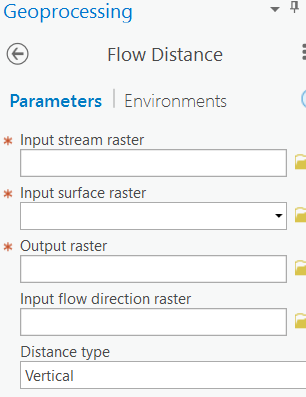 Geoprocessing
Flow Distance
Parameters | Environments
* Input stream raster
* Input surface raster
* Output raster
Input flow direction raster
Distance type
Vertical